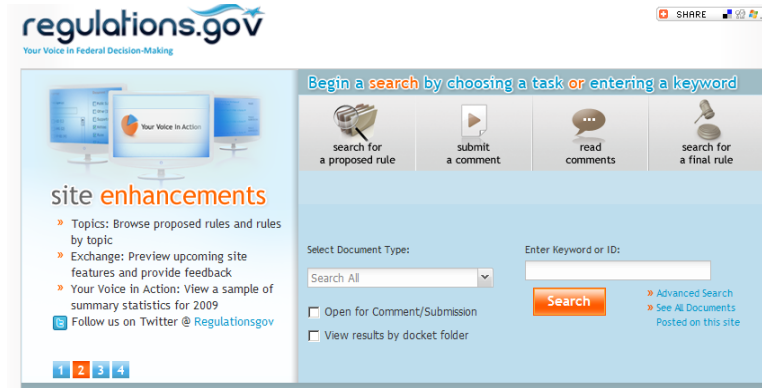 regulations.gov
Your Voice in Federal Decision-Making
SHARE
Begin a search by choosing a task or entering a keyword
Your Voice in Action
search for
a proposed rule
submit
a comment
read
comments
search for
a final rule
site enhancements
» Topics: Browse proposed rules and rules
by topic
» Exchange: Preview upcoming site
features and provide feedback
» Your Voice in Action: View a sample of
summary statistics for 2009
Follow us on Twitter @ Regulationsgov
1 2 3 4
Select Document Type:
Search All
Open for Comment/Submission
View results by docket folder
Enter Keyword or ID:
Search
» Advanced Search
» See All Documents
Posted on this site